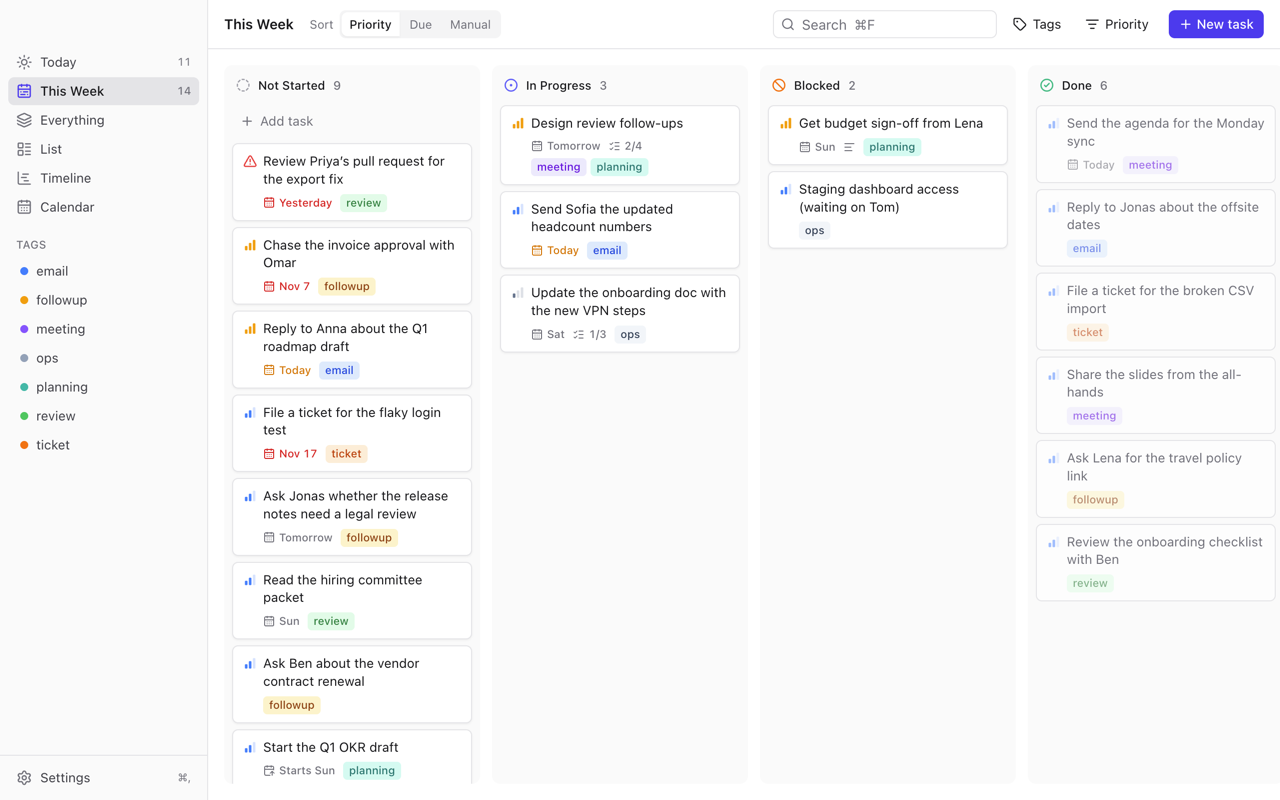 Today 11
This Week 14
Everything
List
Timeline
Calendar
TAGS
email
followup
meeting
ops
planning
review
ticket
Settings ⌘,
This Week Sort Priority Due Manual Search ⌘F Tags Priority + New task
Not Started 9
+ Add task
Review Priya's pull request for
the export fix
Yesterday review
Chase the invoice approval with
Omar
Nov 7 followup
Reply to Anna about the Q1
roadmap draft
Today email
File a ticket for the flaky login
test
Nov 17 ticket
Ask Jonas whether the release
notes need a legal review
Tomorrow followup
Read the hiring committee
packet
Sun review
Ask Ben about the vendor
contract renewal
followup
Start the Q1 OKR draft
Starts Sun planning
In Progress 3
Design review follow-ups
Tomorrow 2/4
meeting planning
Send Sofia the updated
headcount numbers
Today email
Update the onboarding doc with
the new VPN steps
Sat 1/3 ops
Blocked 2
Get budget sign-off from Lena
Sun planning
Staging dashboard access
(waiting on Tom)
ops
Done 6
Send the agenda for the Monday
sync
Today meeting
Reply to Jonas about the offsite
dates
email
File a ticket for the broken CSV
import
ticket
Share the slides from the all-
hands
meeting
Ask Lena for the travel policy
link
followup
Review the onboarding checklist
with Ben
review